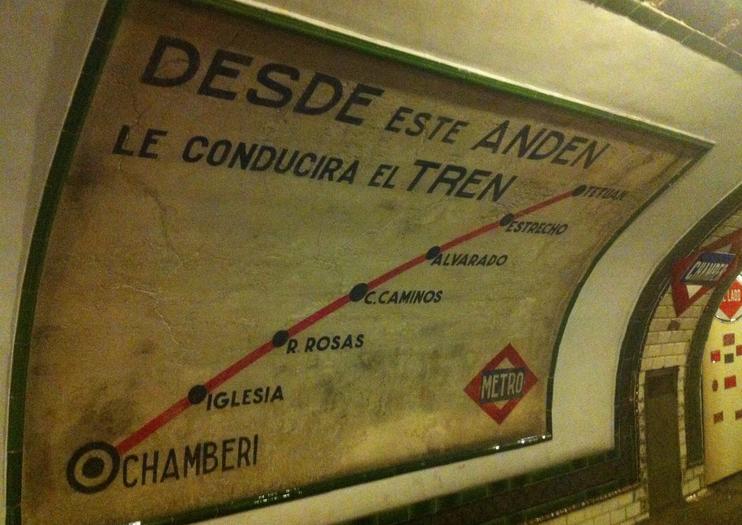 DESDE ESTE ANDEN
LE CONDUCIRA EL TREN
TETUAN
ESTRECHO
ALVARADO
C. CAMINOS
R. ROSAS
IGLESIA
CHAMBERI
METRO